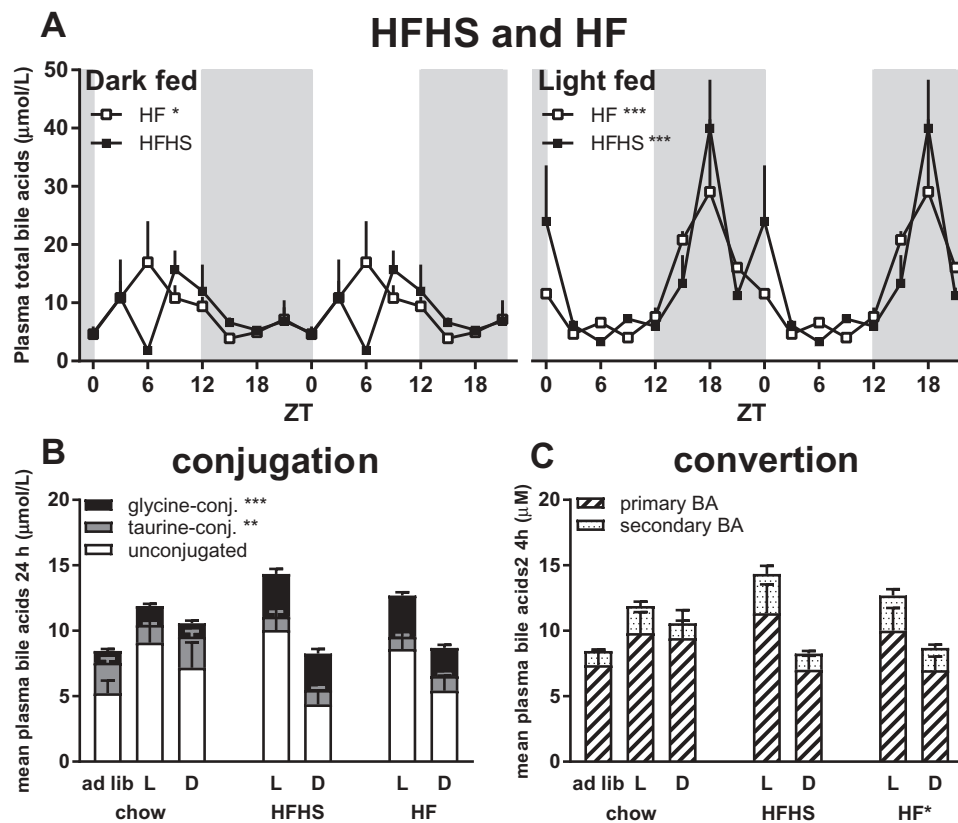 A
HFHS and HF
Plasma total bile acids (μmol/L)
50
40
30
20
10
0
Dark fed
HF *
HFHS
0 6 12 18 0 6 12 18
ZT
Light fed
HF ***
HFHS ***
0 6 12 18 0 6 12 18
ZT
B
conjugation
mean plasma bile acids 24 h (μmol/L)
20
15
10
5
0
glycine-conj. ***
taurine-conj. **
unconjugated
ad lib L D L D L D
chow HFHS HF
C
convertion
mean plasma bile acids2 4h (μM)
20
15
10
5
0
primary BA
secondary BA
ad lib L D L D L D
chow HFHS HF*